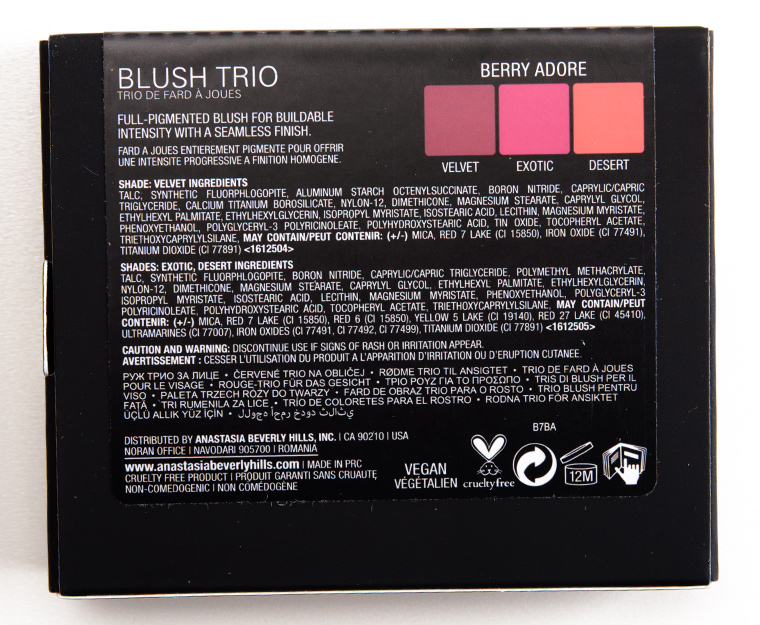 BLUSH TRIO
TRIO DE FARD À JOUES
FULL-PIGMENTED BLUSH FOR BUILDABLE
INTENSITY WITH A SEAMLESS FINISH.
FARD A JOUES ENTIEREMENT PIGMENTE POUR OFFRIR
UNE INTENSITE PROGRESSIVE A FINITION HOMOGENE.
BERRY ADORE
VELVET EXOTIC DESERT
SHADE: VELVET INGREDIENTS
TALC, SYNTHETIC FLUORPHLOGOPITE, ALUMINUM STARCH OCTENYLSUCCINATE, BORON NITRIDE, CAPRYLIC/CAPRIC
TRIGLYCERIDE, CALCIUM TITANIUM BOROSILICATE, NYLON-12, DIMETHICONE, MAGNESIUM STEARATE, CAPRYLYL GLYCOL,
ETHYLHEXYL PALMITATE, ETHYLHEXYLGLYCERIN, ISOPROPYL MYRISTATE, ISOSTEARIC ACID, LECITHIN, MAGNESIUM MYRISTATE,
PHENOXYETHANOL, POLYGLYCERYL-3 POLYRICINOLEATE, POLYHYDROXYSTEARIC ACID, TIN OXIDE, TOCOPHERYL ACETATE,
TRIETHOXYCAPRYLYLSILANE, MAY CONTAIN/PEUT CONTENIR: (+/-) MICA, RED 7 LAKE (CI 15850), IRON OXIDE (CI 77491),
TITANIUM DIOXIDE (CI 77891) <1612504>
SHADES: EXOTIC, DESERT INGREDIENTS
TALC, SYNTHETIC FLUORPHLOGOPITE, BORON NITRIDE, CAPRYLIC/CAPRIC TRIGLYCERIDE, POLYMETHYL METHACRYLATE,
NYLON-12, DIMETHICONE, MAGNESIUM STEARATE, CAPRYLYL GLYCOL, ETHYLHEXYL PALMITATE, ETHYLHEXYLGLYCERIN,
ISOPROPYL MYRISTATE, ISOSTEARIC ACID, LECITHIN, MAGNESIUM MYRISTATE, PHENOXYETHANOL, POLYGLYCERYL-3
POLYRICINOLEATE, POLYHYDROXYSTEARIC ACID, TOCOPHERYL ACETATE, TRIETHOXYCAPRYLYLSILANE, MAY CONTAIN/PEUT
CONTENIR: (+/-) MICA, RED 7 LAKE (CI 15850), RED 6 (CI 15850), YELLOW 5 LAKE (CI 19140), RED 27 LAKE (CI 45410),
ULTRAMARINES (CI 77007), IRON OXIDES (CI 77491, CI 77492, CI 77499), TITANIUM DIOXIDE (CI 77891) <1612505>
CAUTION AND WARNING: DISCONTINUE USE IF SIGNS OF RASH OR IRRITATION APPEAR.
AVERTISSEMENT : CESSER L'UTILISATION DU PRODUIT A L'APPARITION D'IRRITATION OU D'ERUPTION CUTANEE.
РУЖ ТРИО ЗА ЛИЦЕ • ČERVENÉ TRIO NA OBLIČEJ • RØDME TRIO TIL ANSIGTET • TRIO DE FARD À JOUES
POUR LE VISAGE • ROUGE-TRIO FÜR DAS GESICHT • ΤΡΙΟ ΡΟΥΖ ΓΙΑ ΤΟ ΠΡΟΣΩΠΟ • TRIS DI BLUSH PER IL
VISO • PALETA TRZECH RÓŻY DO TWARZY • FARD DE OBRAZ TRIO PARA O ROSTO • TRIO BLUSH PENTRU
FAȚĂ • TRI RUMENILA ZA LICE • TRÍO DE COLORETES PARA EL ROSTRO • RODNA TRIO FÖR ANSIKTET
ÜÇLÜ ALLIK YÜZ İÇİN • ثلاثي خدود أحمر للوجه
B7BA
DISTRIBUTED BY ANASTASIA BEVERLY HILLS, INC. | CA 90210 | USA
NORAN OFFICE | NAVODARI 905700 | ROMANIA
www.anastasiabeverlyhills.com | MADE IN PRC
CRUELTY FREE PRODUCT | PRODUIT GARANTI SANS CRUAUTÉ
NON-COMEDOGENIC | NON COMÉDOGÈNE
VEGAN
VÉGÉTALIEN
cruelty free
12M